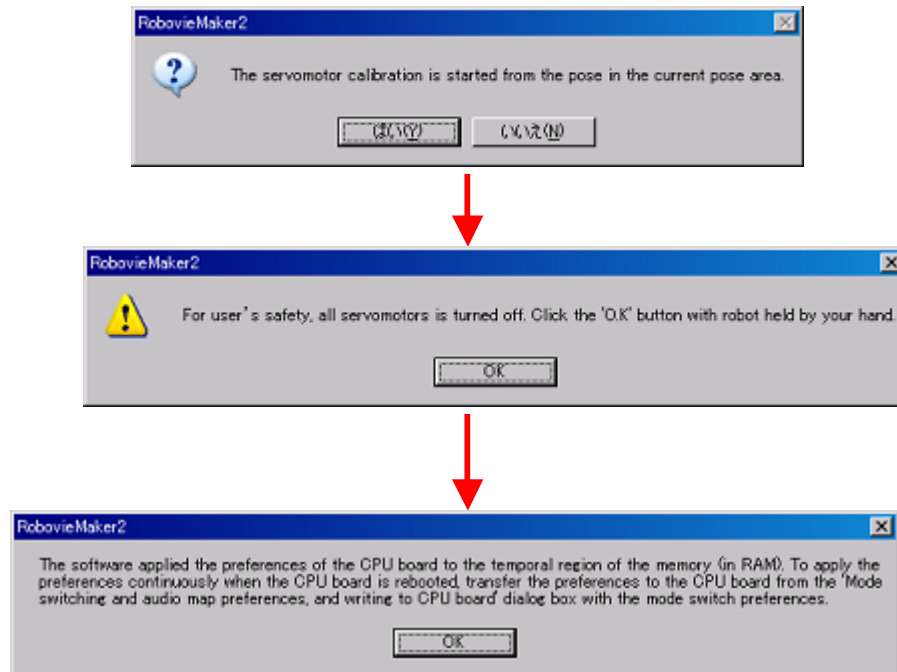 RobovieMaker2
The servomotor calibration is started from the pose in the current pose area.
はい(Y)
いいえ(N)
RobovieMaker2
For user's safety, all servomotors is turned off. Click the 'O.K' button with robot held by your hand.
OK
RobovieMaker2
The software applied the preferences of the CPU board to the temporal region of the memory (in RAM). To apply the
preferences continuously when the CPU board is rebooted, transfer the preferences to the CPU board from the 'Mode
switching and audio map preferences, and writing to CPU board' dialog box with the mode switch preferences.
OK